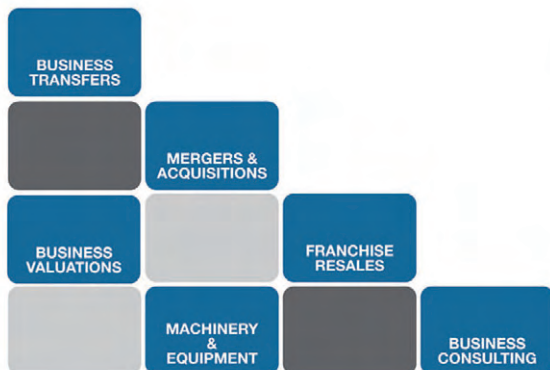 BUSINESS
TRANSFERS
MERGERS &
ACQUISITIONS
BUSINESS
VALUATIONS
FRANCHISE
RESALES
MACHINERY
&
EQUIPMENT
BUSINESS
CONSULTING